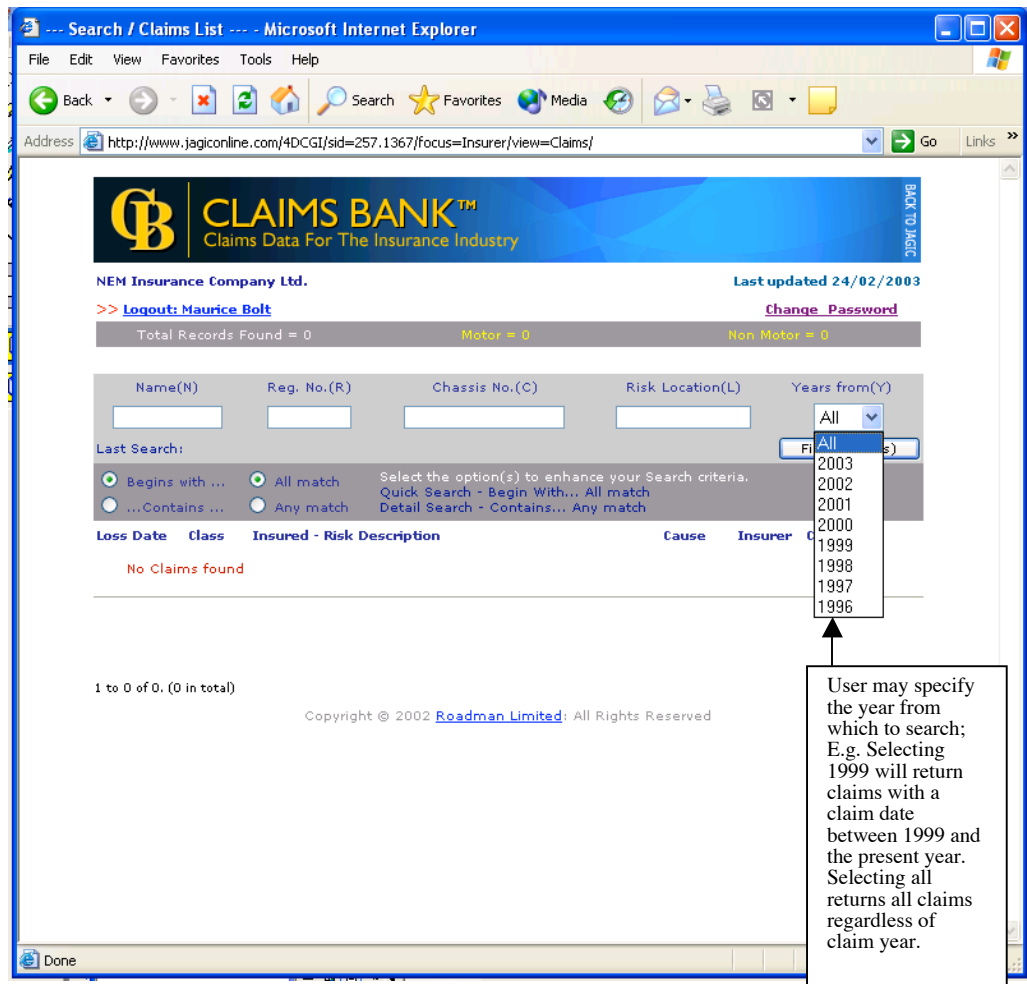 --- Search / Claims List --- - Microsoft Internet Explorer
File Edit View Favorites Tools Help
Back Search Favorites Media
Address http://www.jagiconline.com/4DCGI/sid=257.1367/focus=Insurer/view=Claims/ Go Links »
CB CLAIMS BANK™
Claims Data For The Insurance Industry
BACK TO JAGIC
NEM Insurance Company Ltd. Last updated 24/02/2003
>> Logout: Maurice Bolt Change Password
Total Records Found = 0 Motor = 0 Non Motor = 0
Name(N) Reg. No.(R) Chassis No.(C) Risk Location(L) Years from(Y)
All
Last Search:
All
2003
2002
2001
2000
1999
1998
1997
1996
Begins with ... All match Select the option(s) to enhance your Search criteria.
Quick Search - Begin With... All match
...Contains ... Any match Detail Search - Contains... Any match
Loss Date Class Insured - Risk Description Cause Insurer
No Claims found
1 to 0 of 0. (0 in total)
Copyright © 2002 Roadman Limited: All Rights Reserved
User may specify
the year from
which to search;
E.g. Selecting
1999 will return
claims with a
claim date
between 1999 and
the present year.
Selecting all
returns all claims
regardless of
claim year.
Done